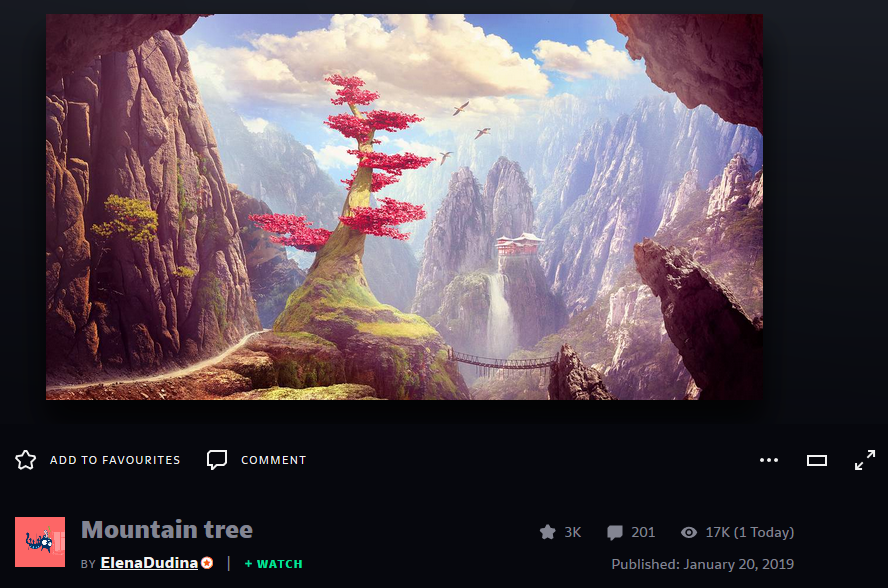 ADD TO FAVOURITES COMMENT
Mountain tree
BY ElenaDudina | + WATCH
3K 201 17K (1 Today)
Published: January 20, 2019